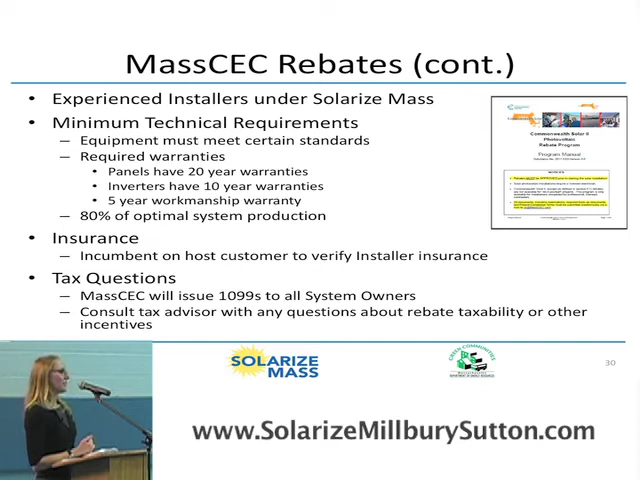 MassCEC Rebates (cont.)
• Experienced Installers under Solarize Mass
• Minimum Technical Requirements
– Equipment must meet certain standards
– Required warranties
• Panels have 20 year warranties
• Inverters have 10 year warranties
• 5 year workmanship warranty
– 80% of optimal system production
• Insurance
– Incumbent on host customer to verify Installer insurance
• Tax Questions
– MassCEC will issue 1099s to all System Owners
– Consult tax advisor with any questions about rebate taxability or other
incentives
Commonwealth Solar II
Photovoltaic
Rebate Program
Program Manual
SOLARIZE
MASS
GREEN COMMUNITIES
30
www.SolarizeMillburySutton.com